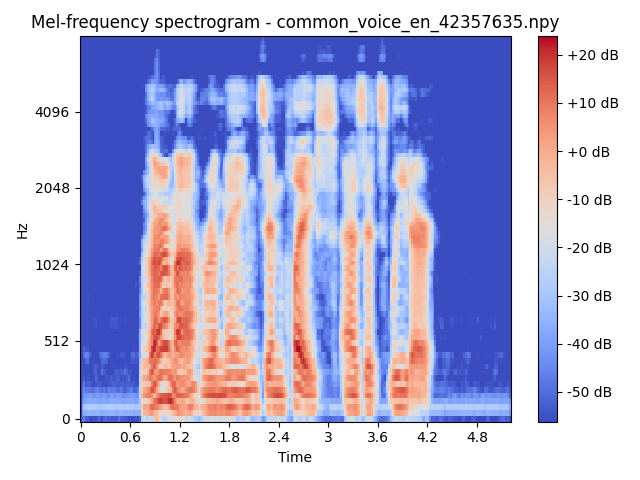 Mel-frequency spectrogram - common_voice_en_42357635.npy
Hz
4096
2048
1024
512
0
0 0.6 1.2 1.8 2.4 3 3.6 4.2 4.8
Time
+20 dB
+10 dB
+0 dB
-10 dB
-20 dB
-30 dB
-40 dB
-50 dB